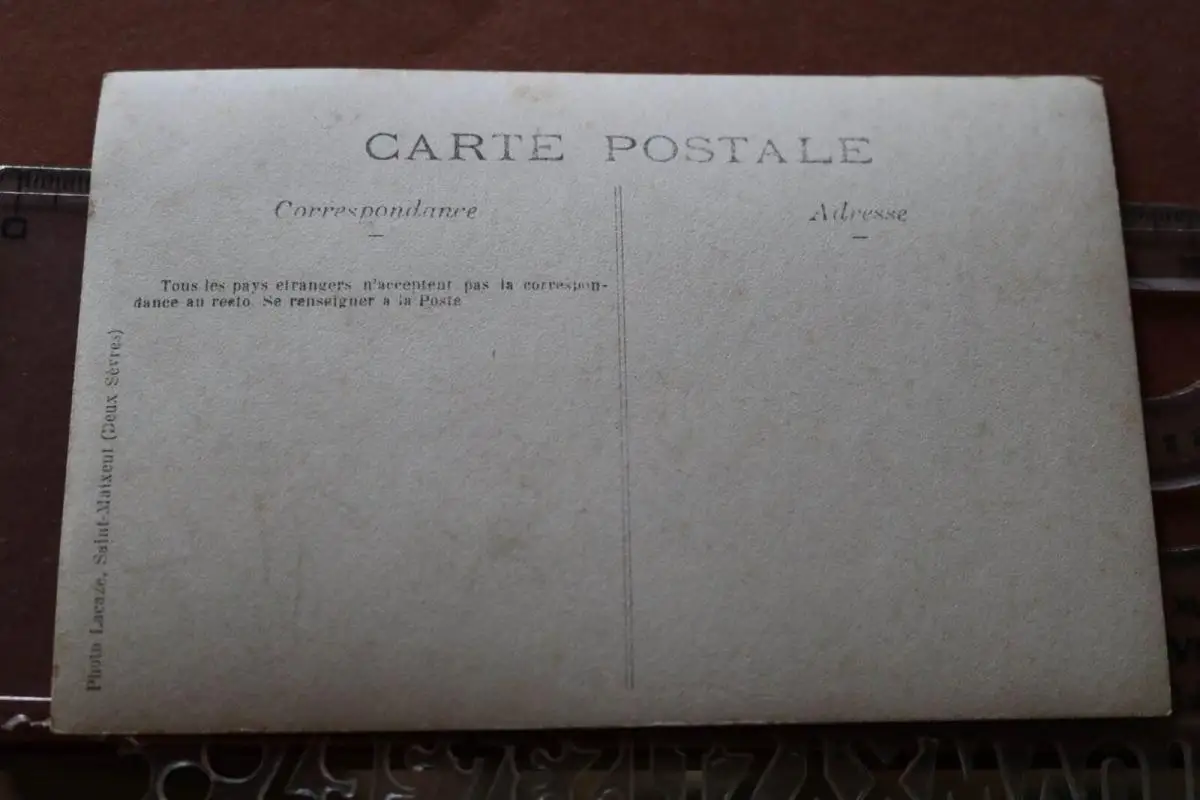 CARTE POSTALE
Correspondance
Adresse
Tous les pays etrangers n'acceptent pas la correspon-
dance au recto Se renseigner a la Poste
Photo Lacaze, Saint-Maixent (Deux Sèvres)